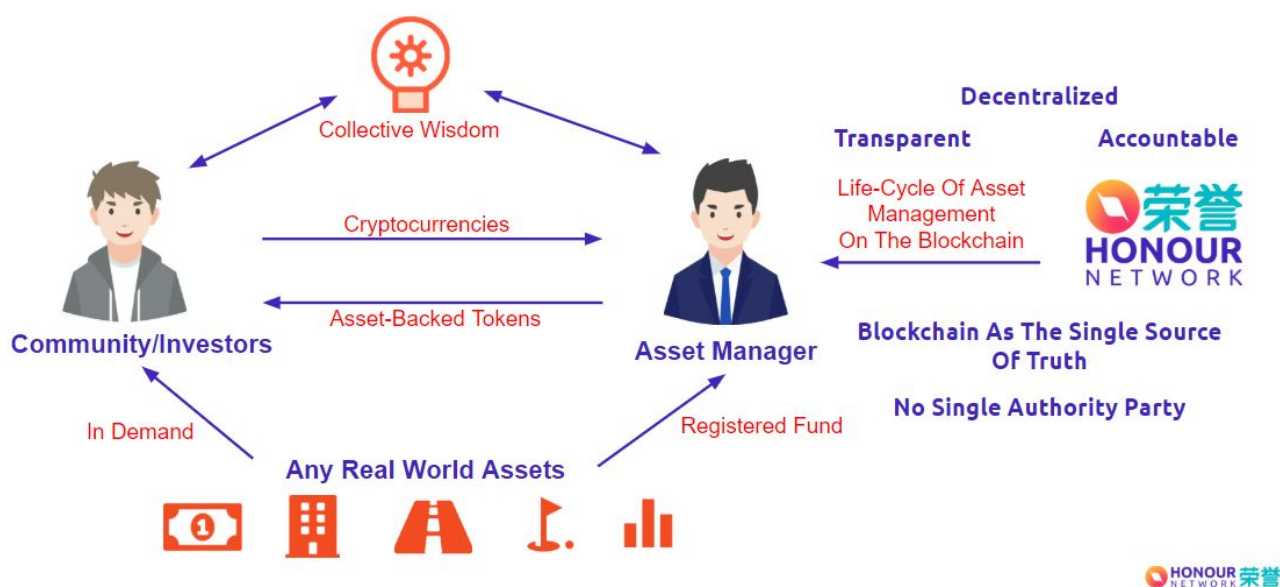 Collective Wisdom
Decentralized
Transparent
Accountable
Cryptocurrencies
Asset-Backed Tokens
Community/Investors
Asset Manager
Life-Cycle Of Asset
Management
On The Blockchain
荣誉
HONOUR
NETWORK
Blockchain As The Single Source
Of Truth
No Single Authority Party
In Demand
Registered Fund
Any Real World Assets
1
HONOUR
NETWORK 荣誉